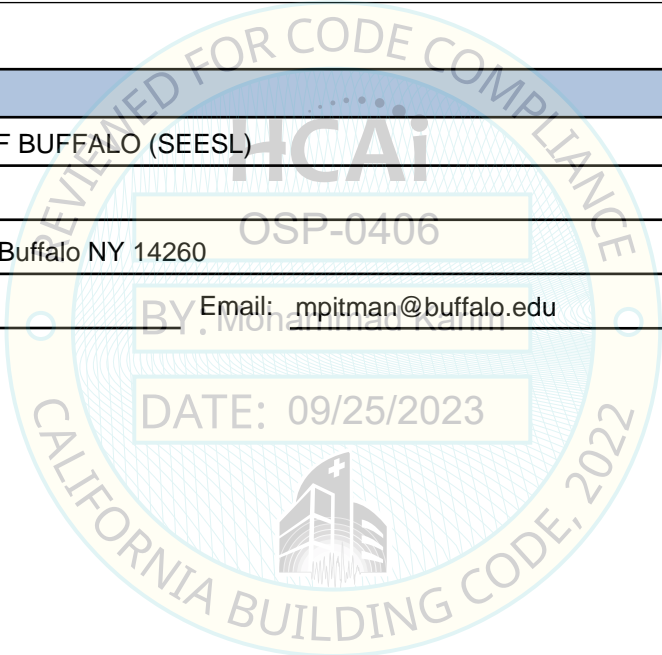 REVIEWED FOR CODE COMPLIANCE
F BUFFALO (SEESL)
HCAi
OSP-0406
Buffalo NY 14260
Email: mpitman@buffalo.edu
BY: Mohammad Karim
DATE: 09/25/2023
CALIFORNIA BUILDING CODE, 2022